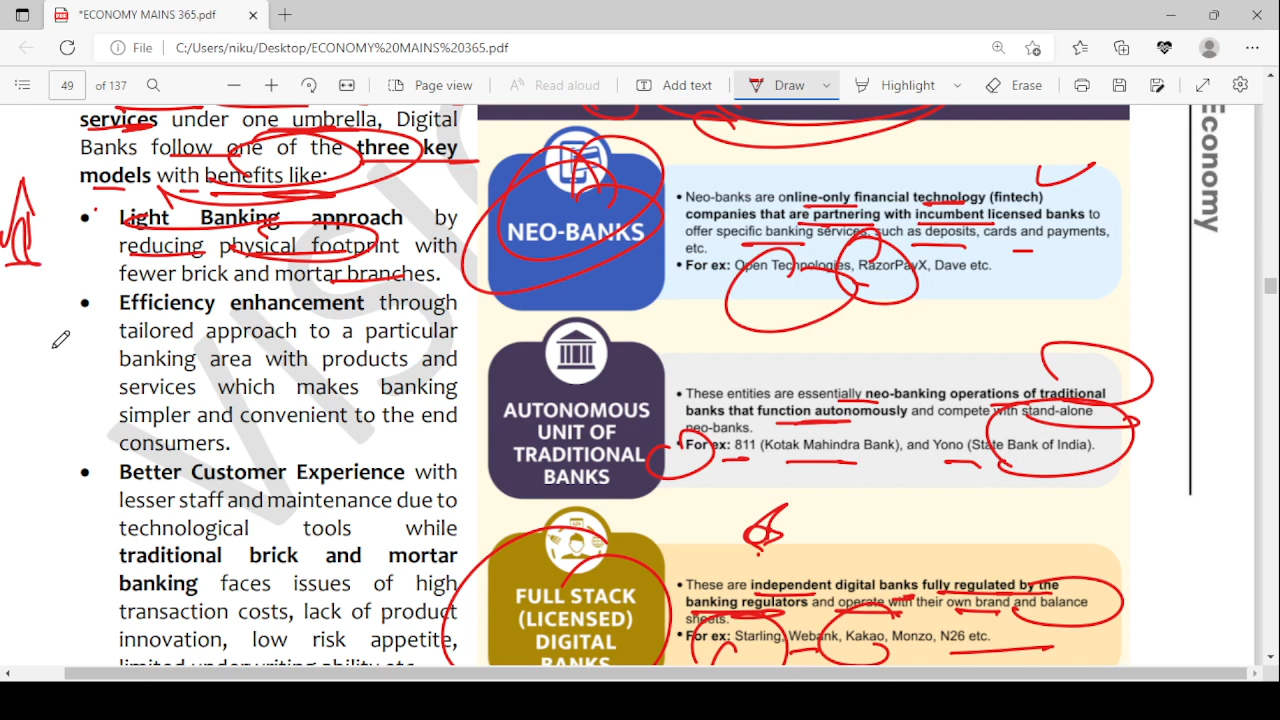 *ECONOMY MAINS 365.pdf
File
C:/Users/niku/Desktop/ECONOMY%20MAINS%20365.pdf
49 of 137
Page view
Read aloud
Add text
Draw
Highlight
Erase
services under one umbrella, Digital
Banks follow one of the three key
models with benefits like:
• Light Banking approach by
reducing physical footprint with
fewer brick and mortar branches.
• Efficiency enhancement through
tailored approach to a particular
banking area with products and
services which makes banking
simpler and convenient to the end
consumers.
• Better Customer Experience with
lesser staff and maintenance due to
technological tools while
traditional brick and mortar
banking faces issues of high
transaction costs, lack of product
innovation, low risk appetite,
limited underwriting ability etc.
NEO-BANKS
• Neo-banks are online-only financial technology (fintech)
companies that are partnering with incumbent licensed banks to
offer specific banking services, such as deposits, cards and payments,
etc.
• For ex: Open Technologies, RazorPayX, Dave etc.
AUTONOMOUS
UNIT OF
TRADITIONAL
BANKS
• These entities are essentially neo-banking operations of traditional
banks that function autonomously and compete with stand-alone
neo-banks.
• For ex: 811 (Kotak Mahindra Bank), and Yono (State Bank of India).
FULL STACK
(LICENSED)
DIGITAL
BANKS
• These are independent digital banks fully regulated by the
banking regulators and operate with their own brand and balance
sheets.
• For ex: Starling, Webank, Kakao, Monzo, N26 etc.
Economy
VISI